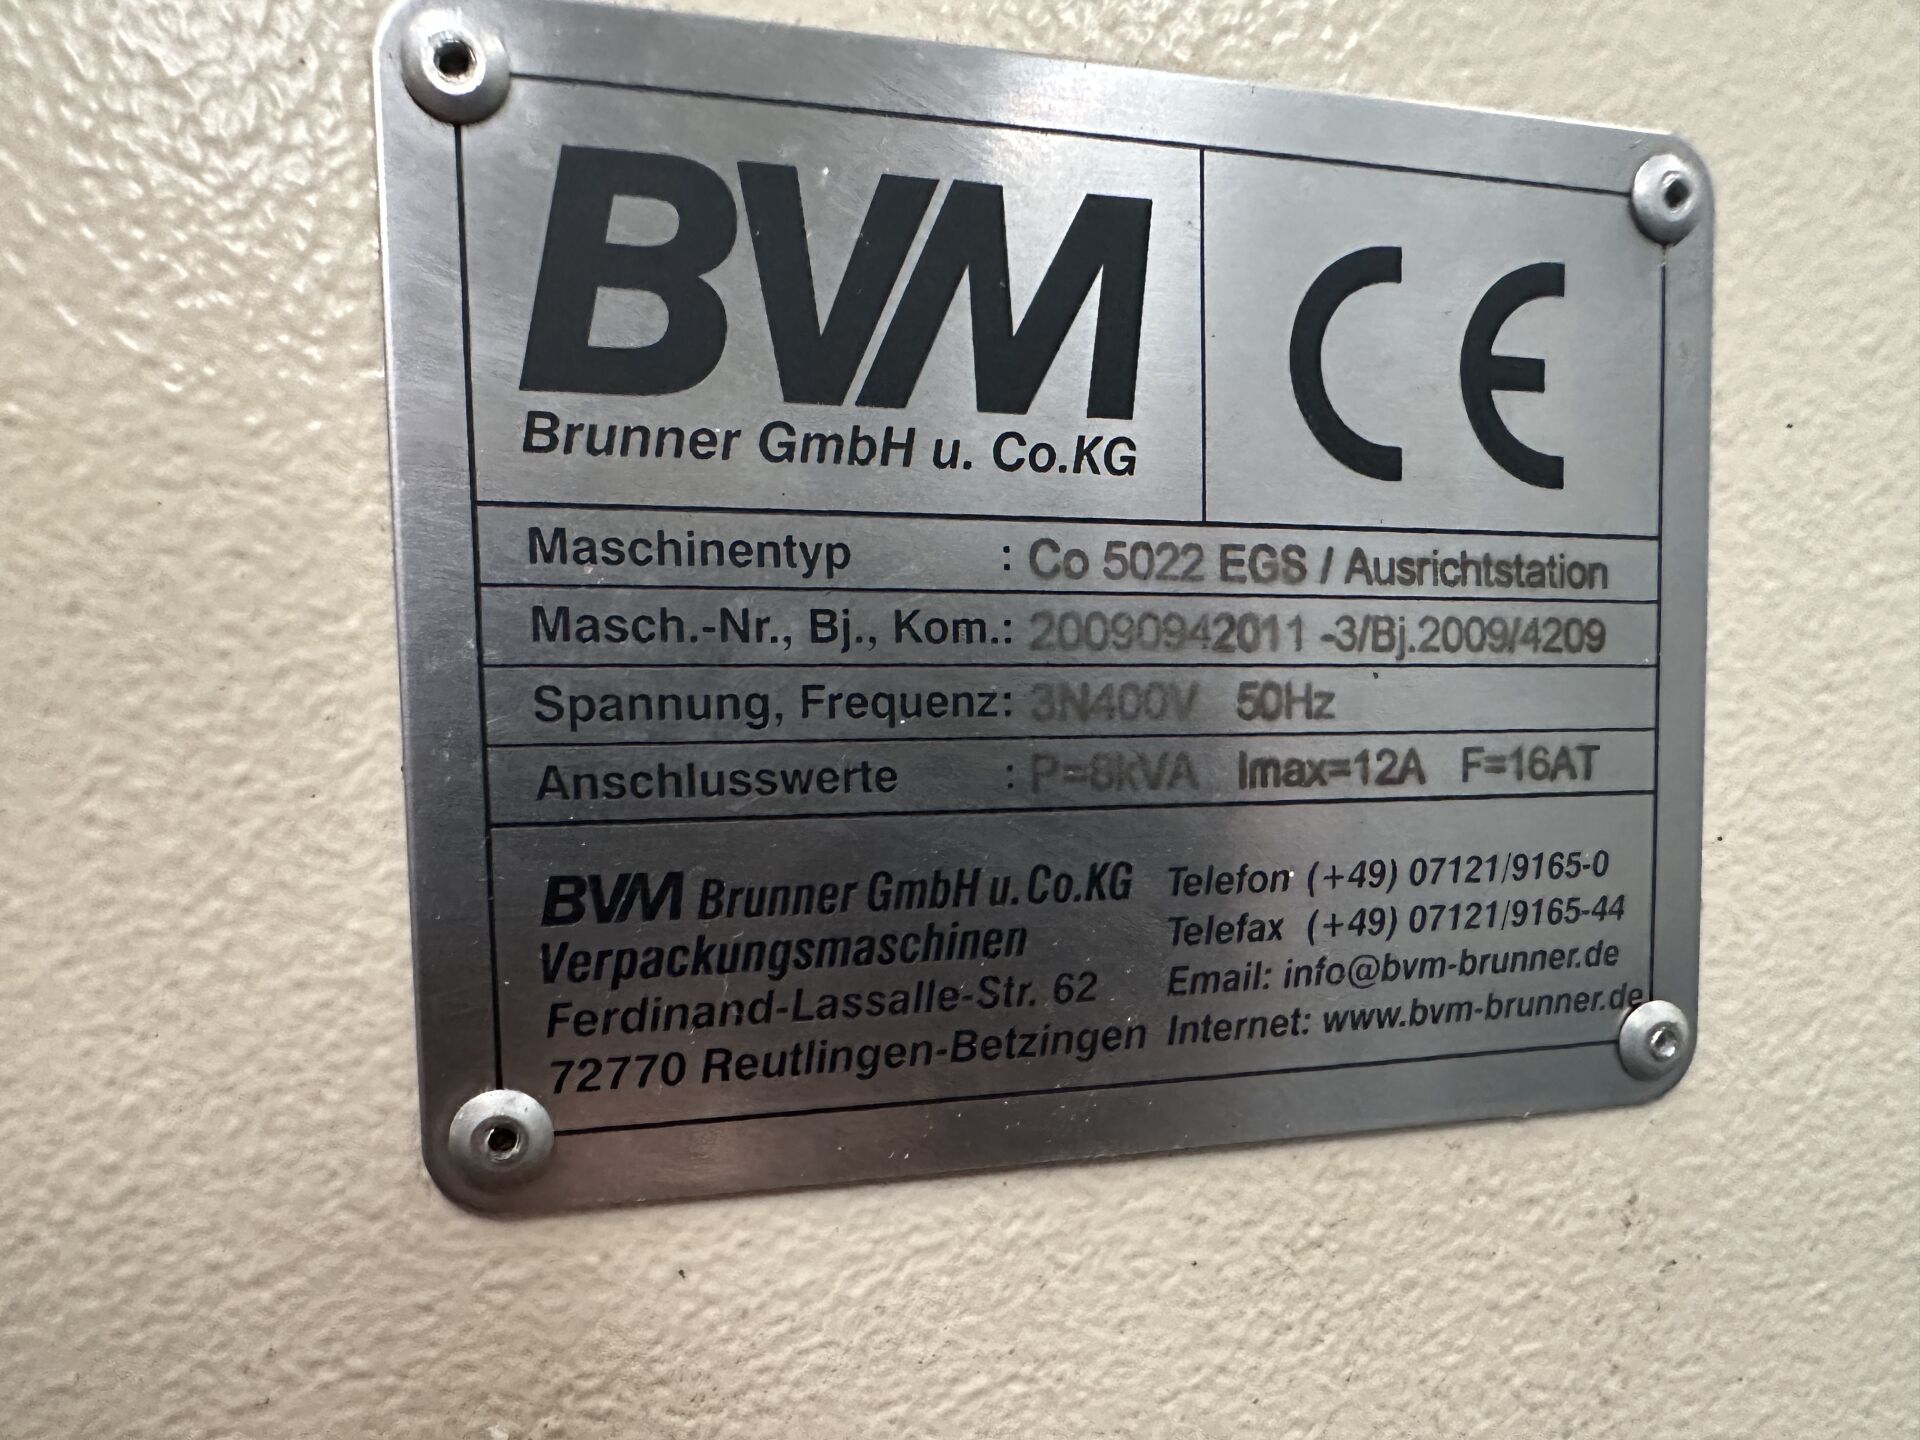 BVM
Brunner GmbH u. Co.KG
CE
Maschinentyp : Co 5022 EGS / Ausrichtstation
Masch.-Nr., Bj., Kom.: 20090942011 -3/Bj.2009/4209
Spannung, Frequenz: 3N400V 50Hz
Anschlusswerte : P=8kVA Imax=12A F=16AT
BVM Brunner GmbH u. Co.KG
Verpackungsmaschinen
Ferdinand-Lassalle-Str. 62
72770 Reutlingen-Betzingen
Telefon (+49) 07121/9165-0
Telefax (+49) 07121/9165-44
Email: info@bvm-brunner.de
Internet: www.bvm-brunner.de